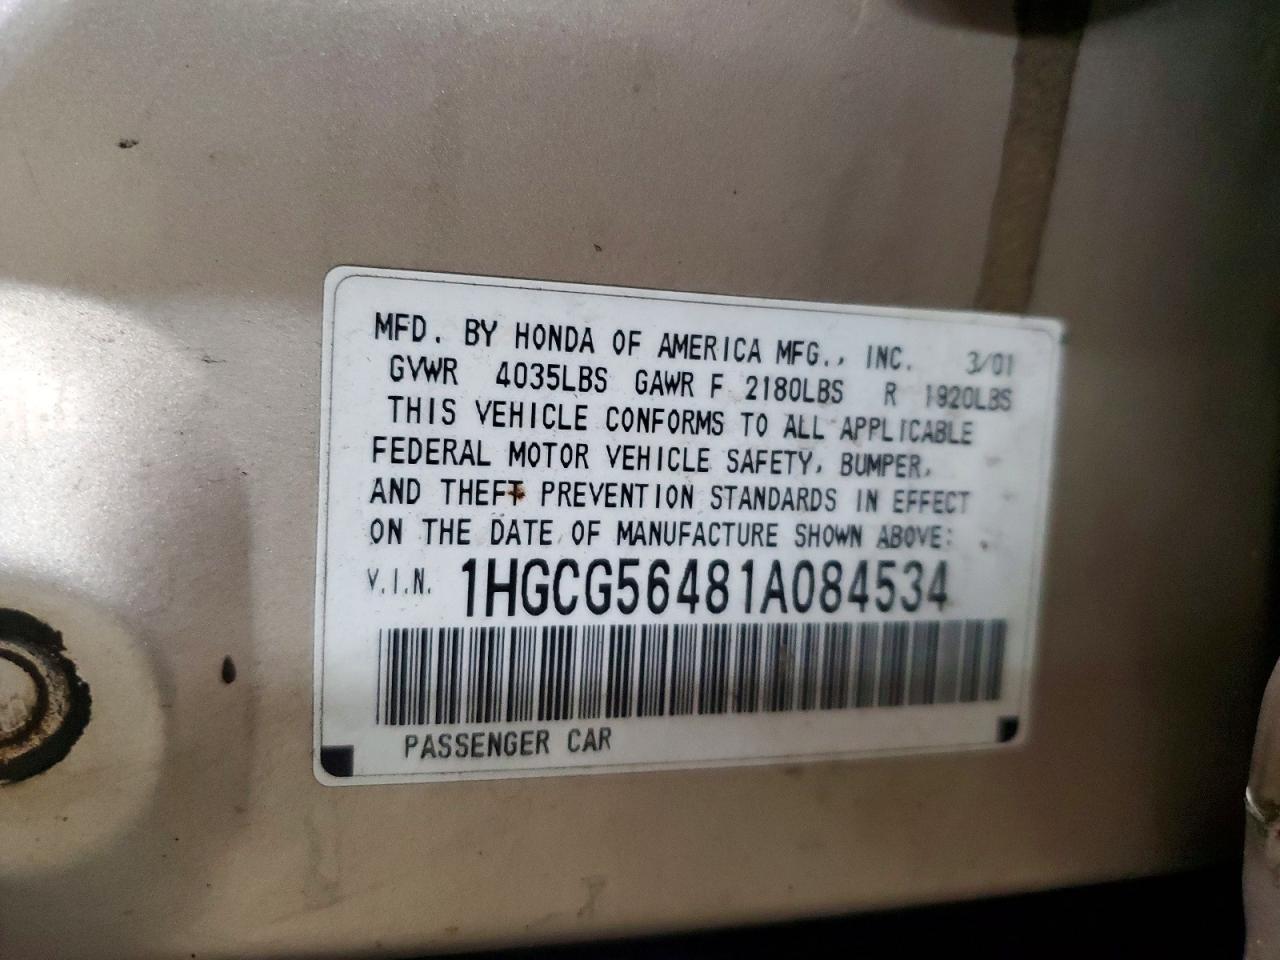 MFD. BY HONDA OF AMERICA MFG., INC. 3/01
GVWR 4035LBS GAWR F 2180LBS R 1920LBS
THIS VEHICLE CONFORMS TO ALL APPLICABLE
FEDERAL MOTOR VEHICLE SAFETY, BUMPER,
AND THEFT PREVENTION STANDARDS IN EFFECT
ON THE DATE OF MANUFACTURE SHOWN ABOVE:
V.I.N. 1HGCG56481A084534
PASSENGER CAR